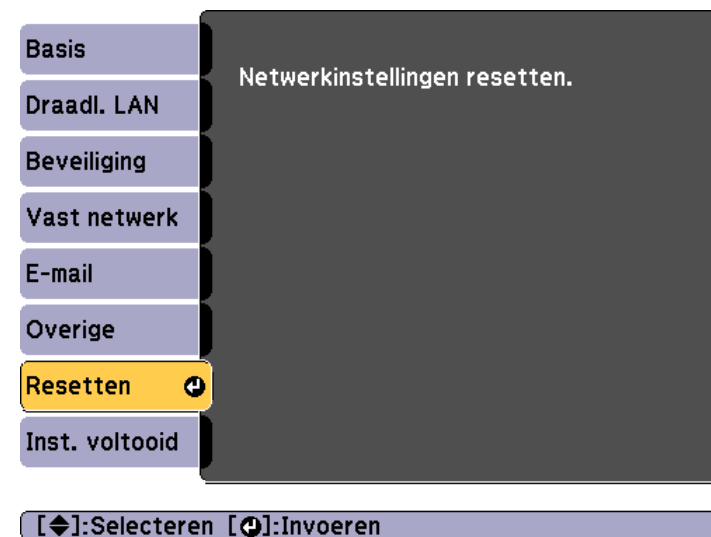 Basis
Netwerkinstellingen resetten.
Draadl. LAN
Beveiliging
Vast netwerk
E-mail
Overige
Resetten
Inst. voltooid
[◆]:Selecteren [⏎]:Invoeren